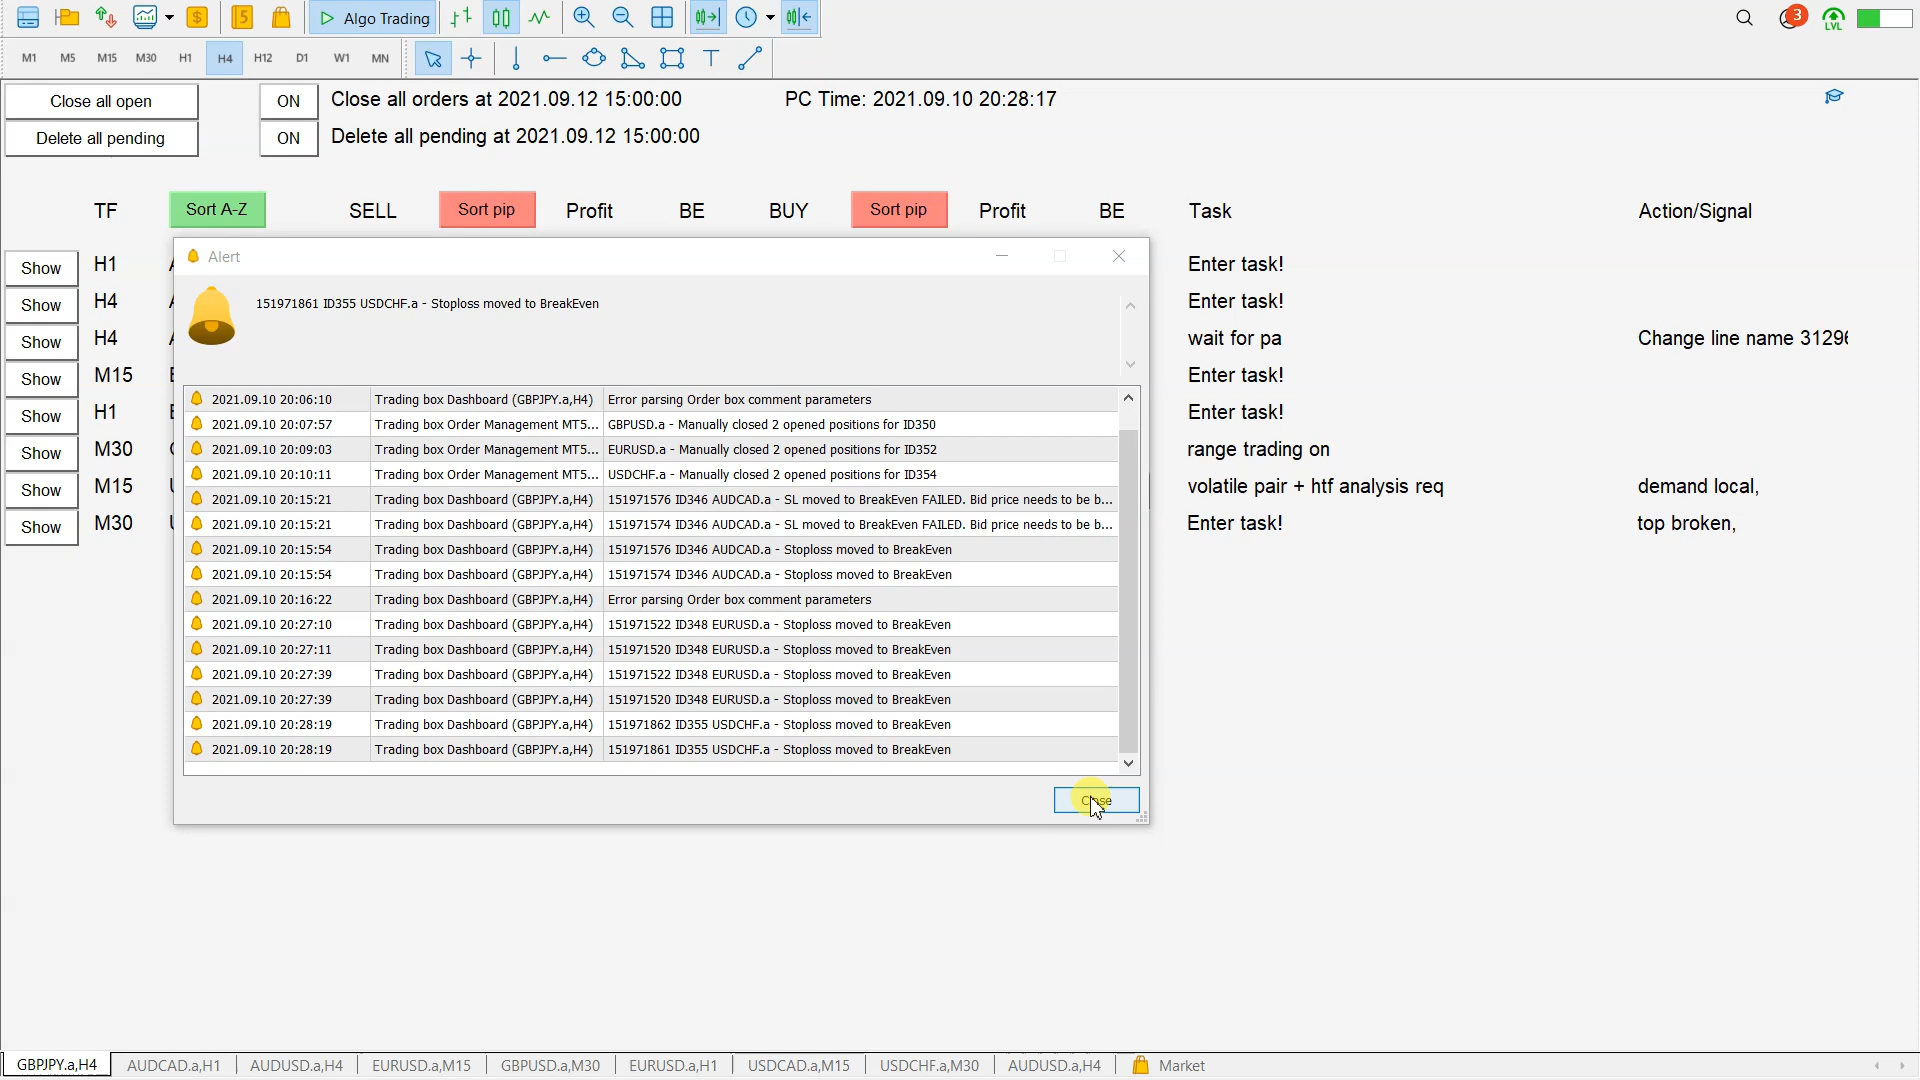 Algo Trading
3
LVL
M1 M5 M15 M30 H1 H4 H12 D1 W1 MN
Close all open ON Close all orders at 2021.09.12 15:00:00 PC Time: 2021.09.10 20:28:17
Delete all pending ON Delete all pending at 2021.09.12 15:00:00
TF Sort A-Z SELL Sort pip Profit BE BUY Sort pip Profit BE Task Action/Signal
Show H1 Enter task!
Show H4 Enter task!
Show H4 wait for pa Change line name 31296
Show M15 Enter task!
Show H1 Enter task!
Show M30 range trading on
Show M15 volatile pair + htf analysis req demand local,
Show M30 Enter task! top broken,
Alert
151971861 ID355 USDCHF.a - Stoploss moved to BreakEven
2021.09.10 20:06:10 Trading box Dashboard (GBPJPY.a,H4) Error parsing Order box comment parameters
2021.09.10 20:07:57 Trading box Order Management MT5... GBPUSD.a - Manually closed 2 opened positions for ID350
2021.09.10 20:09:03 Trading box Order Management MT5... EURUSD.a - Manually closed 2 opened positions for ID352
2021.09.10 20:10:11 Trading box Order Management MT5... USDCHF.a - Manually closed 2 opened positions for ID354
2021.09.10 20:15:21 Trading box Dashboard (GBPJPY.a,H4) 151971576 ID346 AUDCAD.a - SL moved to BreakEven FAILED. Bid price needs to be b...
2021.09.10 20:15:21 Trading box Dashboard (GBPJPY.a,H4) 151971574 ID346 AUDCAD.a - SL moved to BreakEven FAILED. Bid price needs to be b...
2021.09.10 20:15:54 Trading box Dashboard (GBPJPY.a,H4) 151971576 ID346 AUDCAD.a - Stoploss moved to BreakEven
2021.09.10 20:15:54 Trading box Dashboard (GBPJPY.a,H4) 151971574 ID346 AUDCAD.a - Stoploss moved to BreakEven
2021.09.10 20:16:22 Trading box Dashboard (GBPJPY.a,H4) Error parsing Order box comment parameters
2021.09.10 20:27:10 Trading box Dashboard (GBPJPY.a,H4) 151971522 ID348 EURUSD.a - Stoploss moved to BreakEven
2021.09.10 20:27:11 Trading box Dashboard (GBPJPY.a,H4) 151971520 ID348 EURUSD.a - Stoploss moved to BreakEven
2021.09.10 20:27:39 Trading box Dashboard (GBPJPY.a,H4) 151971522 ID348 EURUSD.a - Stoploss moved to BreakEven
2021.09.10 20:27:39 Trading box Dashboard (GBPJPY.a,H4) 151971520 ID348 EURUSD.a - Stoploss moved to BreakEven
2021.09.10 20:28:19 Trading box Dashboard (GBPJPY.a,H4) 151971862 ID355 USDCHF.a - Stoploss moved to BreakEven
2021.09.10 20:28:19 Trading box Dashboard (GBPJPY.a,H4) 151971861 ID355 USDCHF.a - Stoploss moved to BreakEven
Close
GBPJPY.a,H4 AUDCAD.a,H1 AUDUSD.a,H4 EURUSD.a,M15 GBPUSD.a,M30 EURUSD.a,H1 USDCAD.a,M15 USDCHF.a,M30 AUDUSD.a,H4 Market